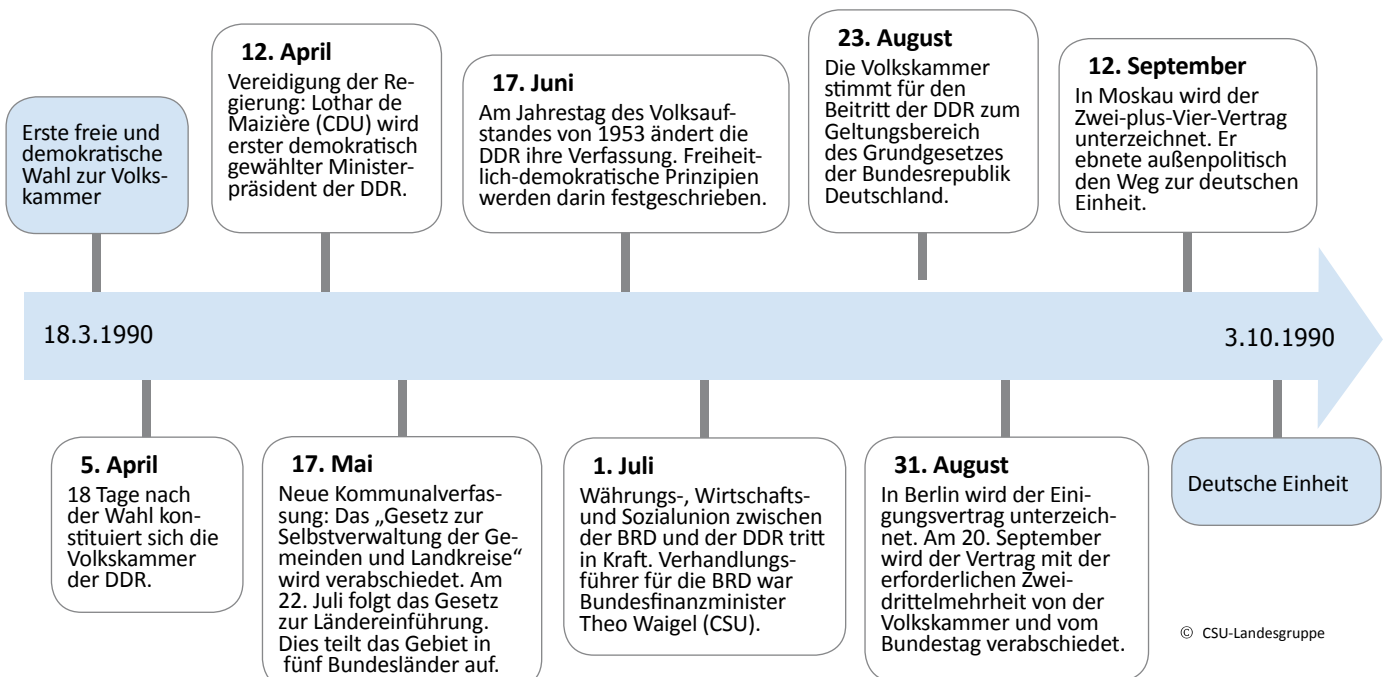 Erste freie und
demokratische
Wahl zur Volks-
kammer
12. April
Vereidigung der Re-
gierung: Lothar de
Maizière (CDU) wird
erster demokratisch
gewählter Minister-
präsident der DDR.
17. Juni
Am Jahrestag des Volksauf-
standes von 1953 ändert die
DDR ihre Verfassung. Freiheit-
lich-demokratische Prinzipien
werden darin festgeschrieben.
23. August
Die Volkskammer
stimmt für den
Beitritt der DDR zum
Geltungsbereich
des Grundgesetzes
der Bundesrepublik
Deutschland.
12. September
In Moskau wird der
Zwei-plus-Vier-Vertrag
unterzeichnet. Er
ebnete außenpolitisch
den Weg zur deutschen
Einheit.
18.3.1990
3.10.1990
5. April
18 Tage nach
der Wahl kon-
stituiert sich die
Volkskammer
der DDR.
17. Mai
Neue Kommunalverfas-
sung: Das „Gesetz zur
Selbstverwaltung der Ge-
meinden und Landkreise“
wird verabschiedet. Am
22. Juli folgt das Gesetz
zur Ländereinführung.
Dies teilt das Gebiet in
fünf Bundesländer auf.
1. Juli
Währungs-, Wirtschafts-
und Sozialunion zwischen
der BRD und der DDR tritt
in Kraft. Verhandlungs-
führer für die BRD war
Bundesfinanzminister
Theo Waigel (CSU).
31. August
In Berlin wird der Eini-
gungsvertrag unterzeich-
net. Am 20. September
wird der Vertrag mit der
erforderlichen Zwei-
drittelmehrheit von der
Volkskammer und vom
Bundestag verabschiedet.
Deutsche Einheit
© CSU-Landesgruppe